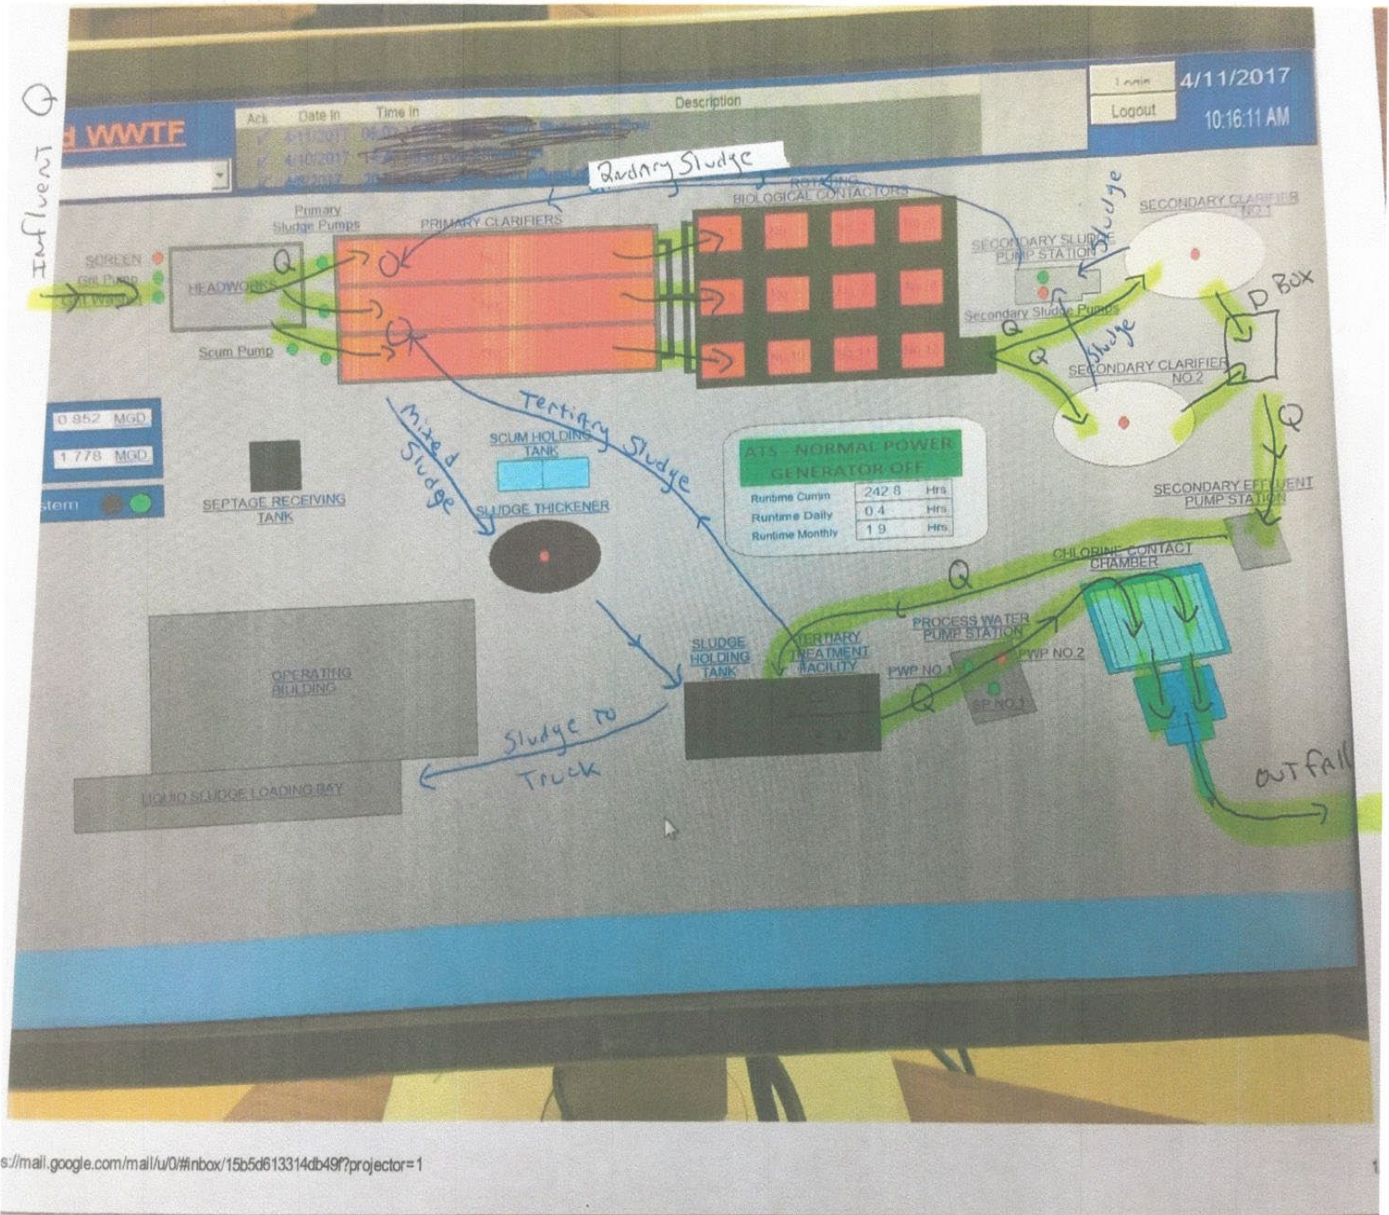 Influent Q
d WWTF
Ack Date In Time In Description
4/11/2017
4/10/2017
Logout
4/11/2017
10:16:11 AM
2ndAry Sludge
ROTATING
BIOLOGICAL CONTACTORS
Primary
Sludge Pumps
PRIMARY CLARIFIERS
SCREEN
Grit Pump
HEADWORKS
Q
Scum Pump
SECONDARY SLUDGE
PUMP STATION
Secondary Sludge Pumps
Sludge
Sludge
SECONDARY CLARIFIER
NO.1
D Box
Q
Q
SECONDARY CLARIFIER
NO.2
0.852 MGD
1.778 MGD
stem
SEPTAGE RECEIVING
TANK
Mixed
Sludge
Tertiary Sludge
SCUM HOLDING
TANK
SLUDGE THICKENER
ATS - NORMAL POWER
GENERATOR OFF
Runtime Cumm 242.8 Hrs
Runtime Daily 0.4 Hrs
Runtime Monthly 1.9 Hrs
Q
SECONDARY EFFLUENT
PUMP STATION
CHLORINE CONTACT
CHAMBER
Q
PROCESS WATER
PUMP STATION
PWP NO.1
PWP NO.2
SP NO.1
Q
SLUDGE
HOLDING
TANK
TERTIARY
TREATMENT
FACILITY
OPERATING
BUILDING
Sludge to
Truck
LIQUID SLUDGE LOADING BAY
OUTFAll
s://mail.google.com/mail/u/0/#inbox/15b5d613314db49f?projector=1